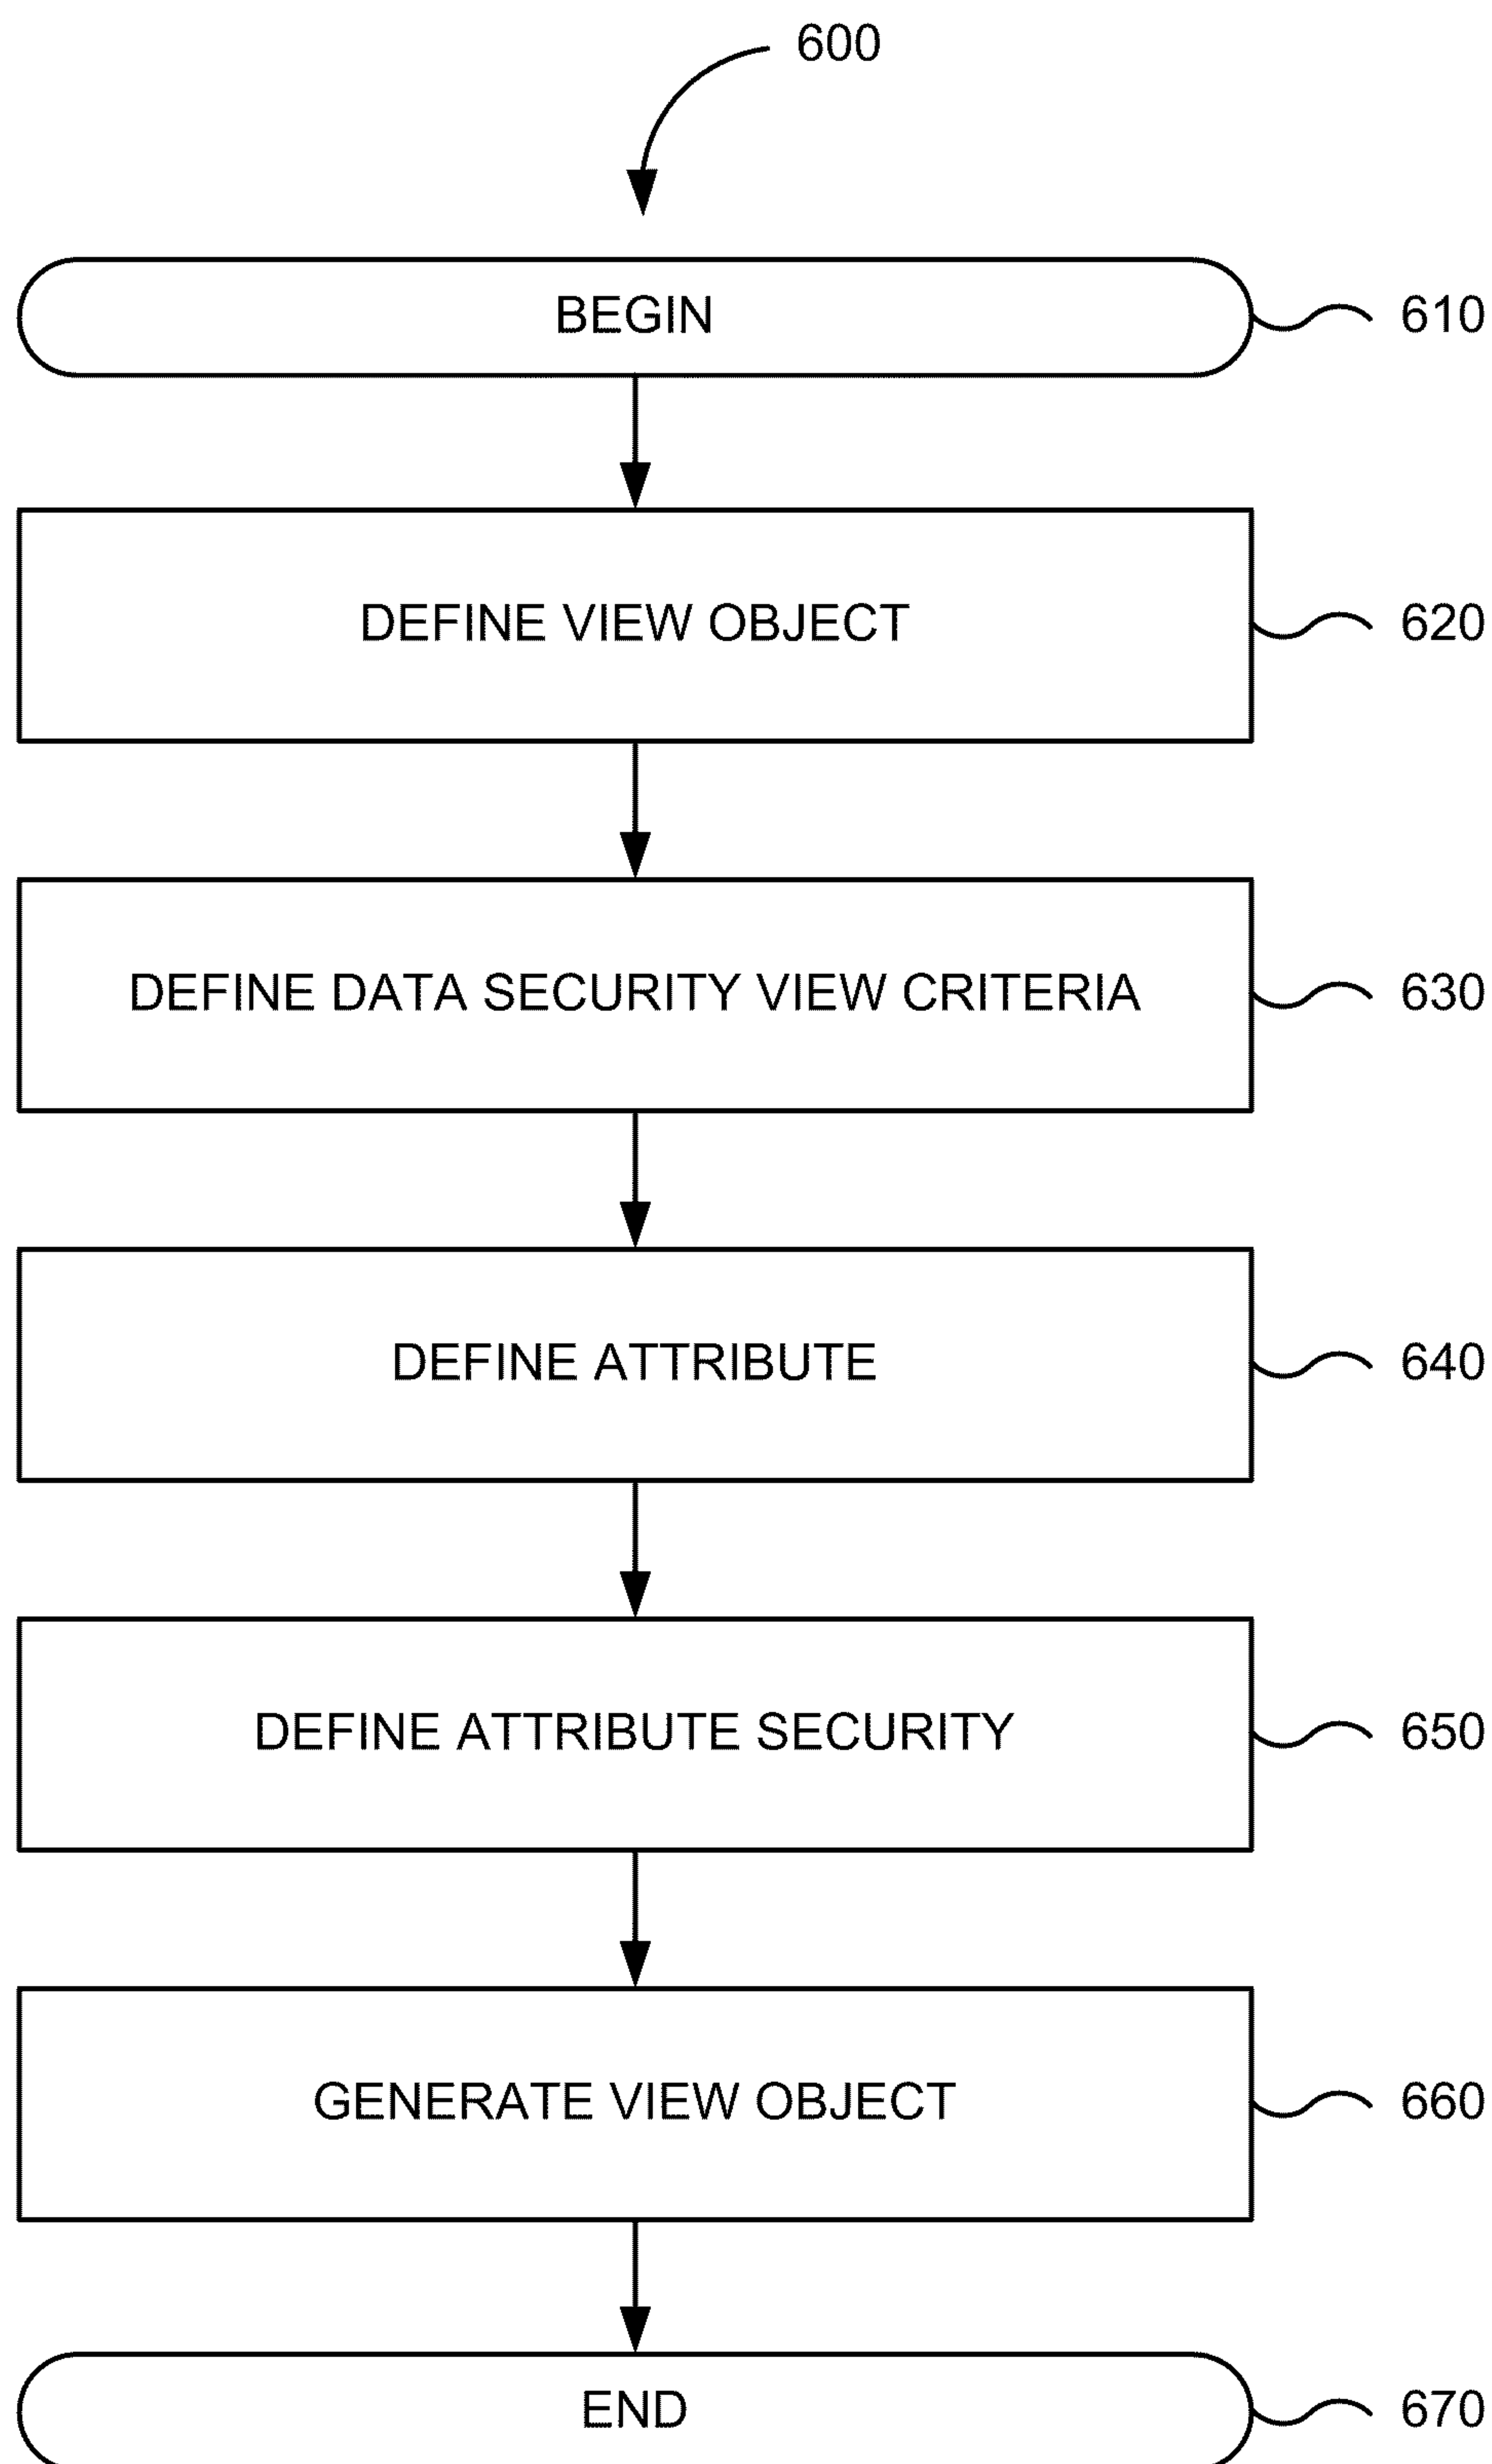 600
BEGIN
610
DEFINE VIEW OBJECT
620
DEFINE DATA SECURITY VIEW CRITERIA
630
DEFINE ATTRIBUTE
640
DEFINE ATTRIBUTE SECURITY
650
GENERATE VIEW OBJECT
660
END
670